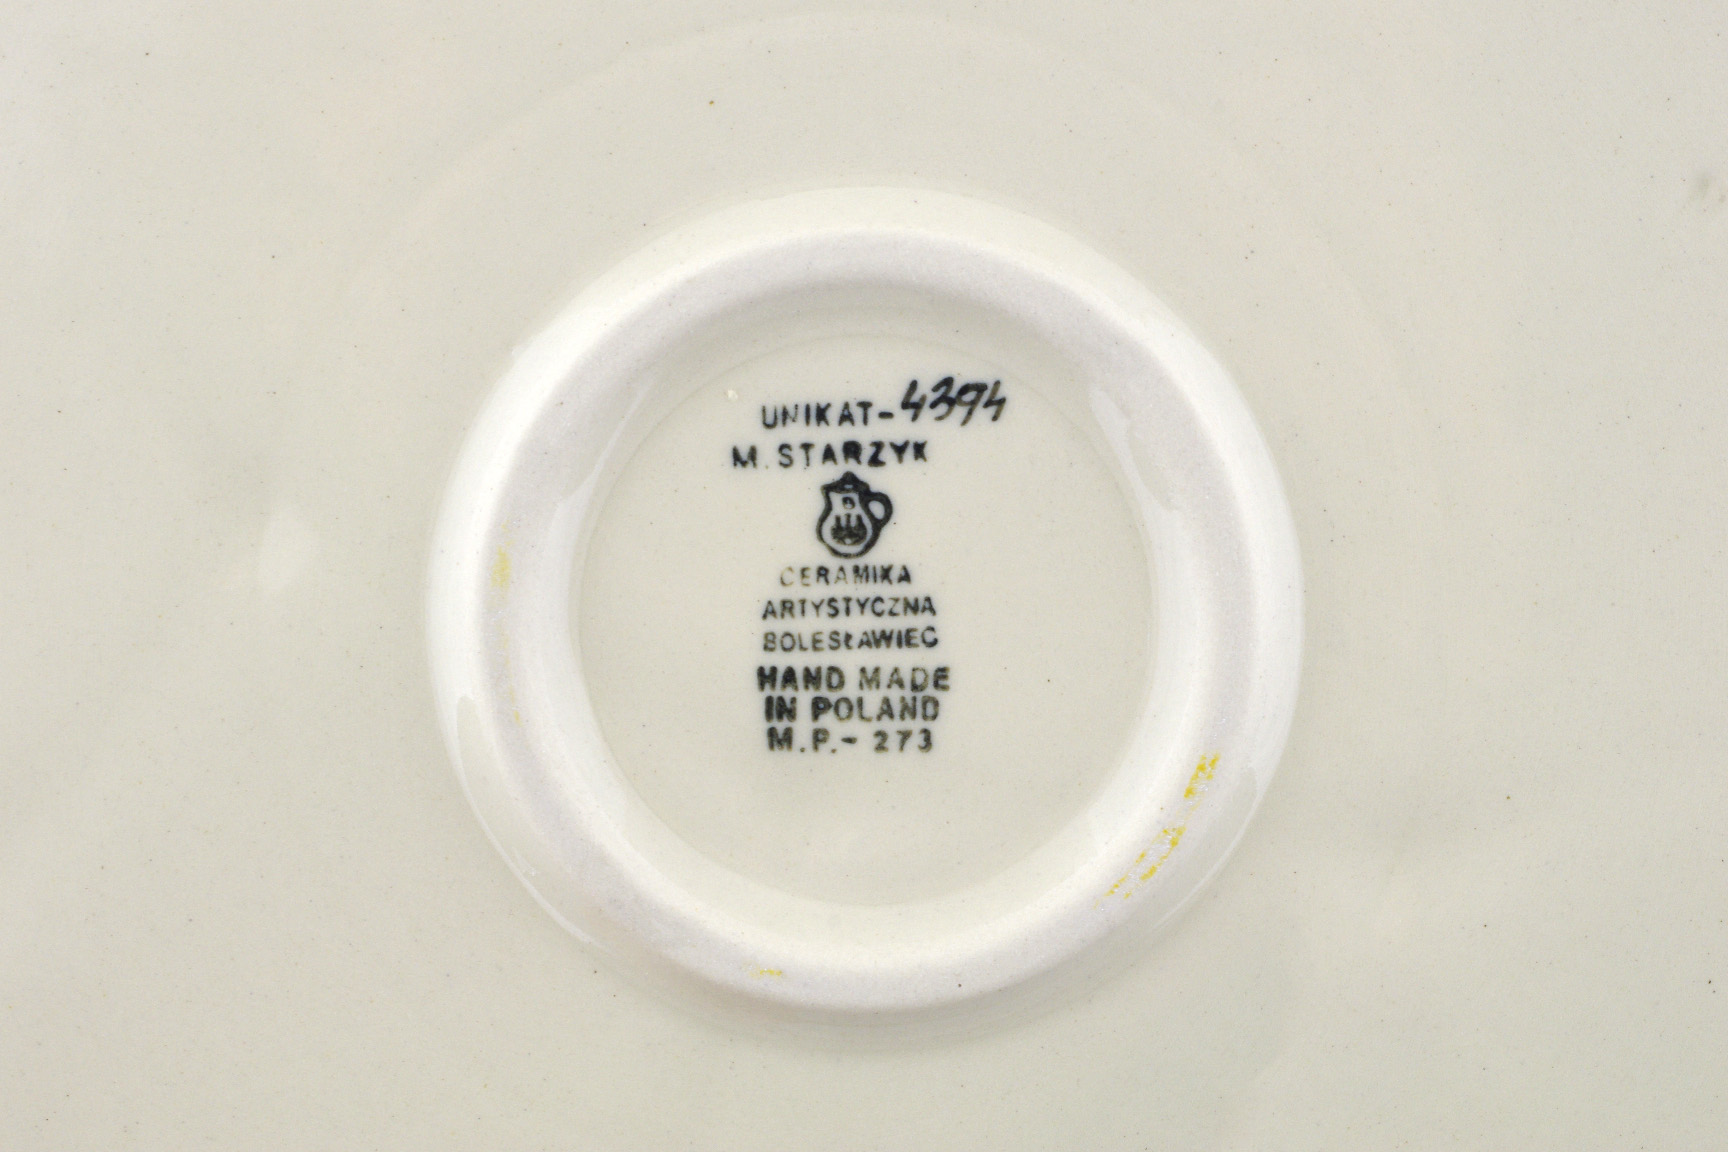 UNIKAT-4394
M. STARZYK
B
CERAMIKA
ARTYSTYCZNA
BOLESŁAWIEC
HAND MADE
IN POLAND
M.P.- 273